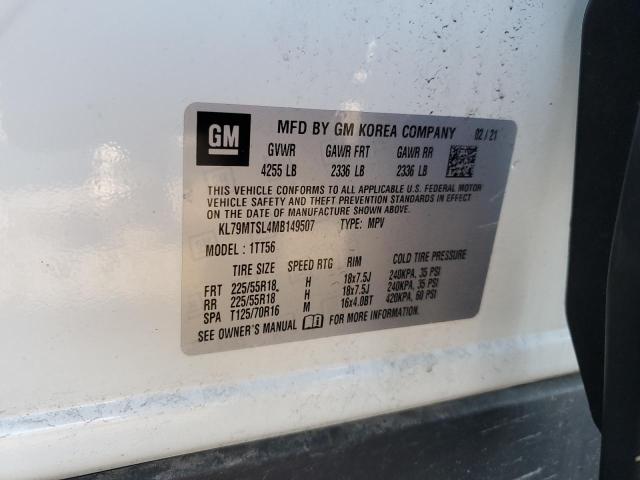 GM MFD BY GM KOREA COMPANY 02 / 21
GVWR GAWR FRT GAWR RR
4255 LB 2336 LB 2336 LB
THIS VEHICLE CONFORMS TO ALL APPLICABLE U.S. FEDERAL MOTOR
VEHICLE SAFETY AND THEFT PREVENTION STANDARDS IN EFFECT ON
THE DATE OF MANUFACTURE SHOWN ABOVE.
KL79MTSL4MB149507 TYPE: MPV
MODEL: 1TT56
TIRE SIZE SPEED RTG RIM COLD TIRE PRESSURE
FRT 225/55R18 H 18x7.5J 240KPA, 35 PSI
RR 225/55R18 H 18x7.5J 240KPA, 35 PSI
SPA T125/70R16 M 16x4.0BT 420KPA, 60 PSI
SEE OWNER'S MANUAL FOR MORE INFORMATION